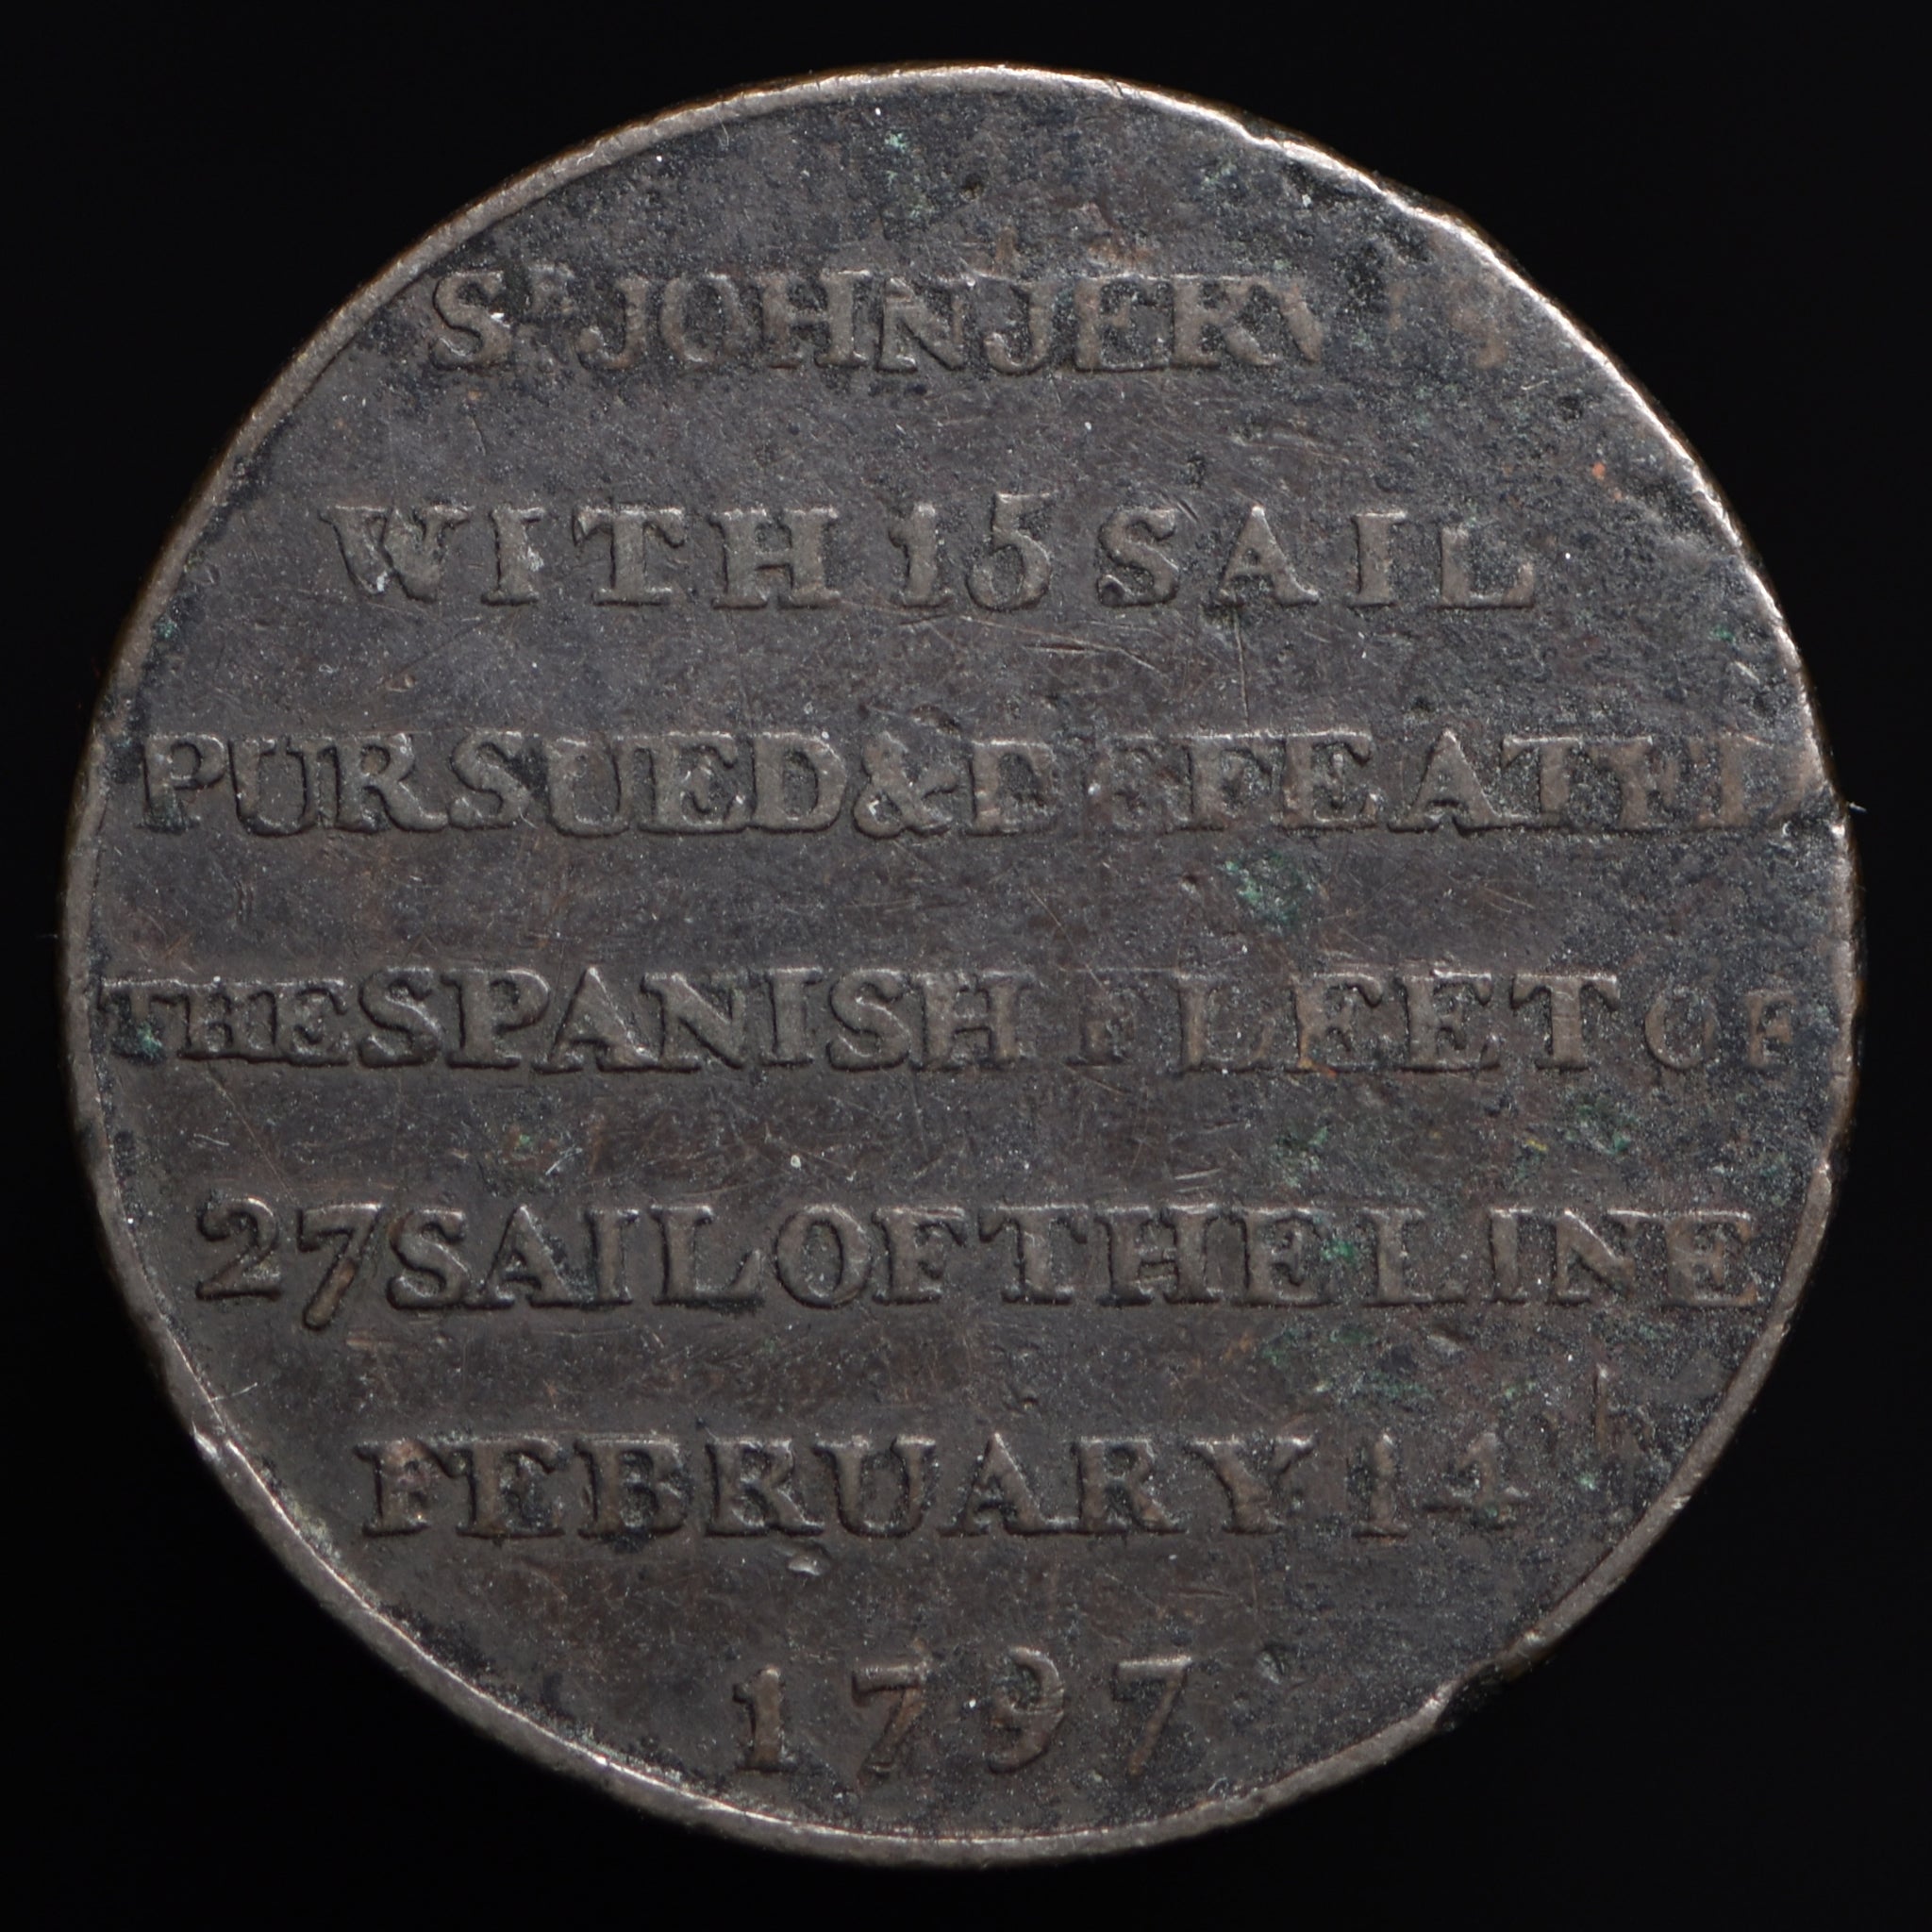 Sᴿ JOHN JERVIS
WITH 15 SAIL
PURSUED & DEFEATED
THE SPANISH FLEET OF
27 SAIL OF THE LINE
FEBRUARY 14th
1797